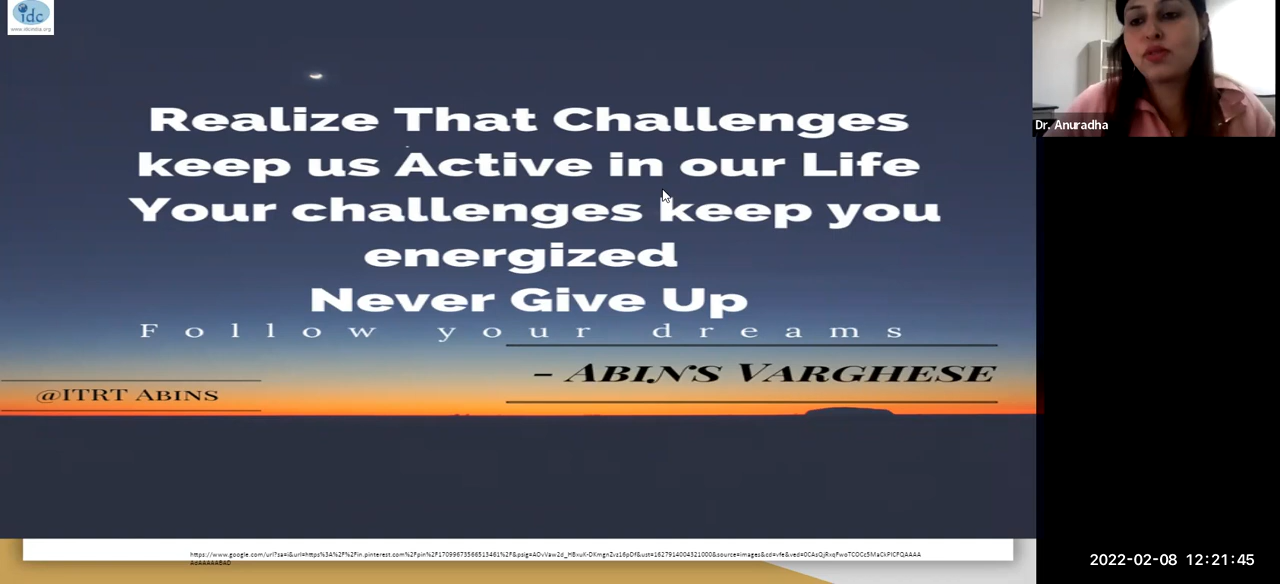 idc
Realize That Challenges
keep us Active in our Life
Your challenges keep you
energized
Never Give Up
Follow your dreams
- ABINS VARGHESE
@ITRT ABINS
Dr. Anuradha
2022-02-08 12:21:45